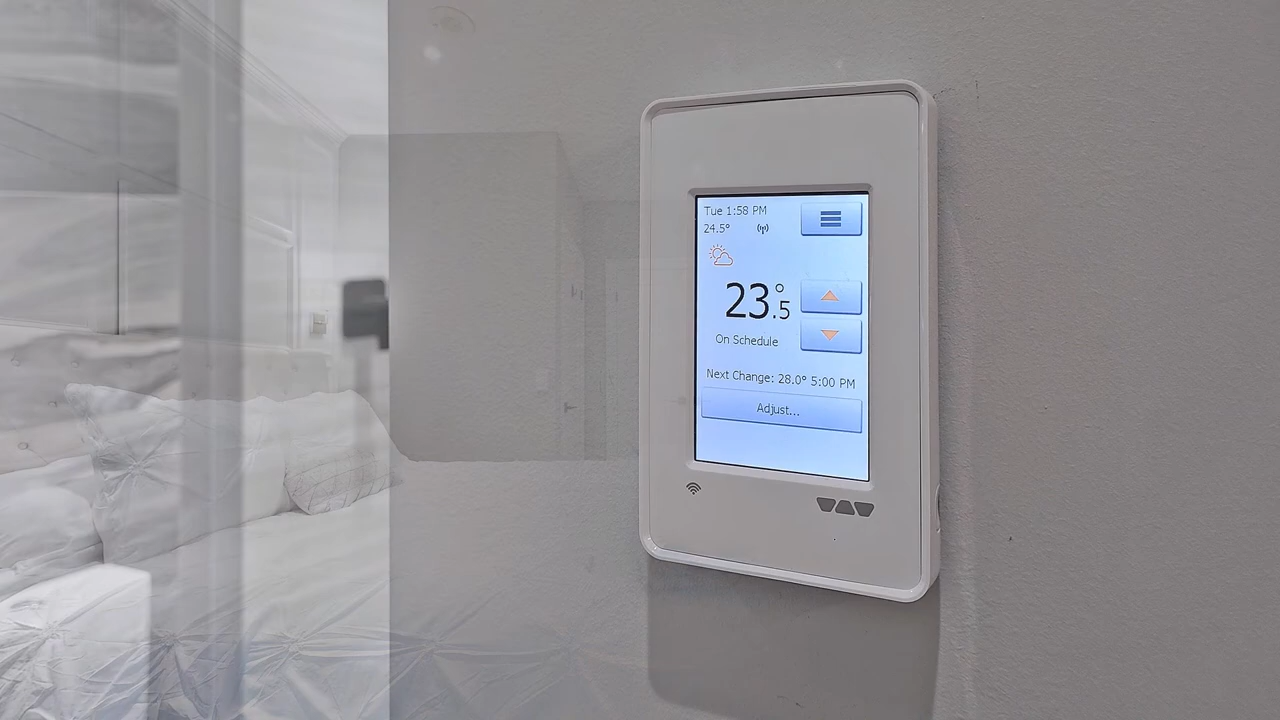 Tue 1:58 PM
24.5°
23.5°
On Schedule
Next Change: 28.0° 5:00 PM
Adjust...